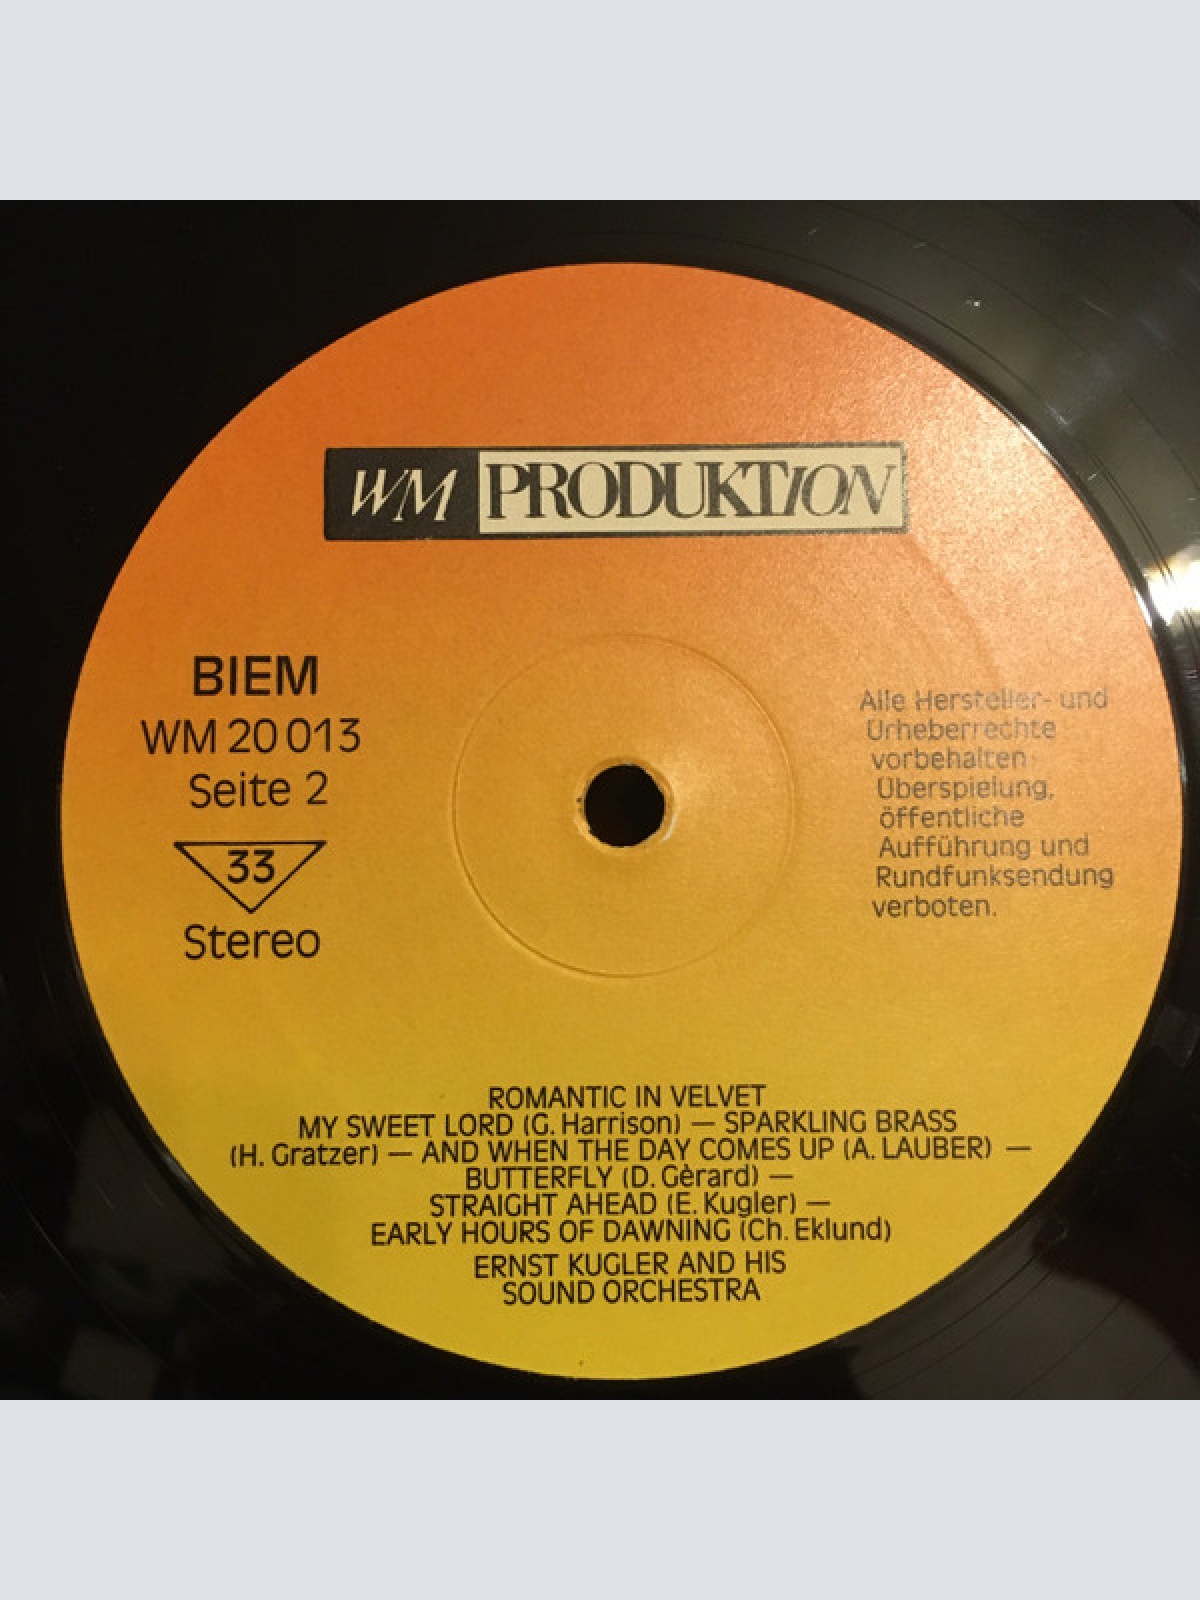 WM PRODUKTION
BIEM
WM 20 013
Seite 2
33
Stereo
Alle Hersteller- und
Urheberrechte
vorbehalten
Überspielung,
öffentliche
Aufführung und
Rundfunksendung
verboten.
ROMANTIC IN VELVET
MY SWEET LORD (G. Harrison) — SPARKLING BRASS
(H. Gratzer) — AND WHEN THE DAY COMES UP (A. LAUBER) —
BUTTERFLY (D. Gèrard) —
STRAIGHT AHEAD (E. Kugler) —
EARLY HOURS OF DAWNING (Ch. Eklund)
ERNST KUGLER AND HIS
SOUND ORCHESTRA